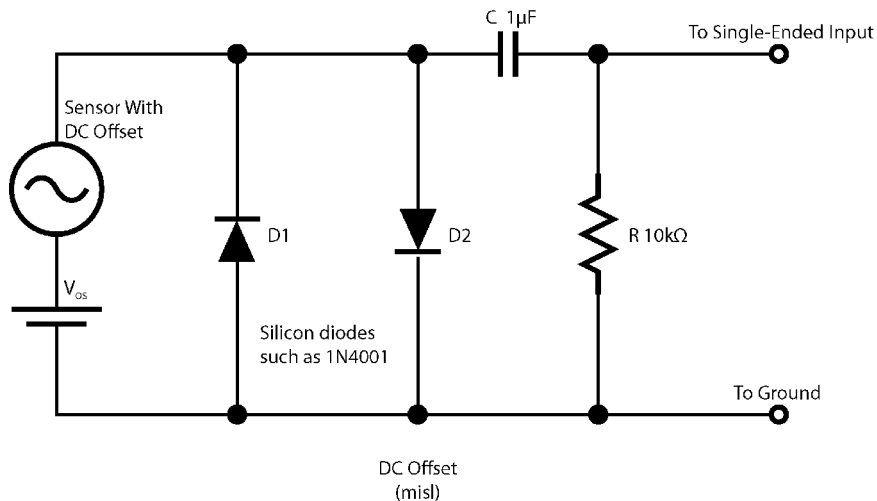 C 1µF
To Single-Ended Input
Sensor With
DC Offset
D1
D2
R 10kΩ
Vos
Silicon diodes
such as 1N4001
To Ground
DC Offset
(misl)